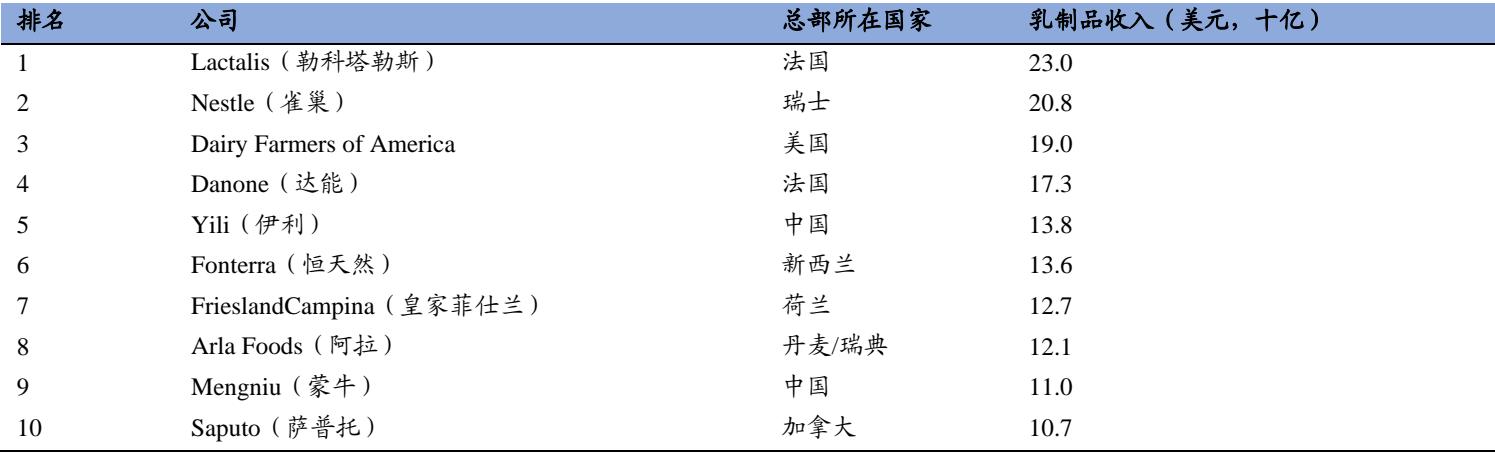 排名 公司 总部所在国家 乳制品收入（美元，十亿）
1 Lactalis（勒科塔勒斯） 法国 23.0
2 Nestle（雀巢） 瑞士 20.8
3 Dairy Farmers of America 美国 19.0
4 Danone（达能） 法国 17.3
5 Yili（伊利） 中国 13.8
6 Fonterra（恒天然） 新西兰 13.6
7 FrieslandCampina（皇家菲仕兰） 荷兰 12.7
8 Arla Foods（阿拉） 丹麦/瑞典 12.1
9 Mengniu（蒙牛） 中国 11.0
10 Saputo（萨普托） 加拿大 10.7